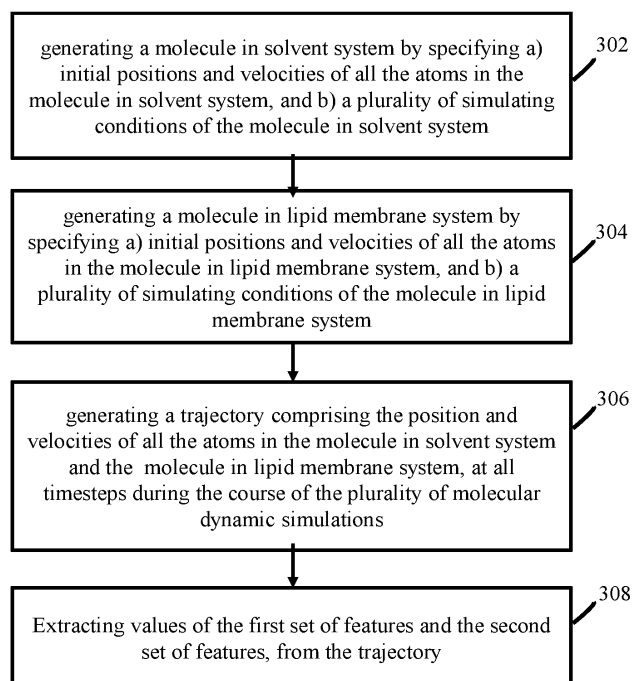 generating a molecule in solvent system by specifying a)
initial positions and velocities of all the atoms in the
molecule in solvent system, and b) a plurality of simulating
conditions of the molecule in solvent system
302
generating a molecule in lipid membrane system by
specifying a) initial positions and velocities of all the atoms
in the molecule in lipid membrane system, and b) a
plurality of simulating conditions of the molecule in lipid
membrane system
304
generating a trajectory comprising the position and
velocities of all the atoms in the molecule in solvent system
and the molecule in lipid membrane system, at all
timesteps during the course of the plurality of molecular
dynamic simulations
306
Extracting values of the first set of features and the second
set of features, from the trajectory
308